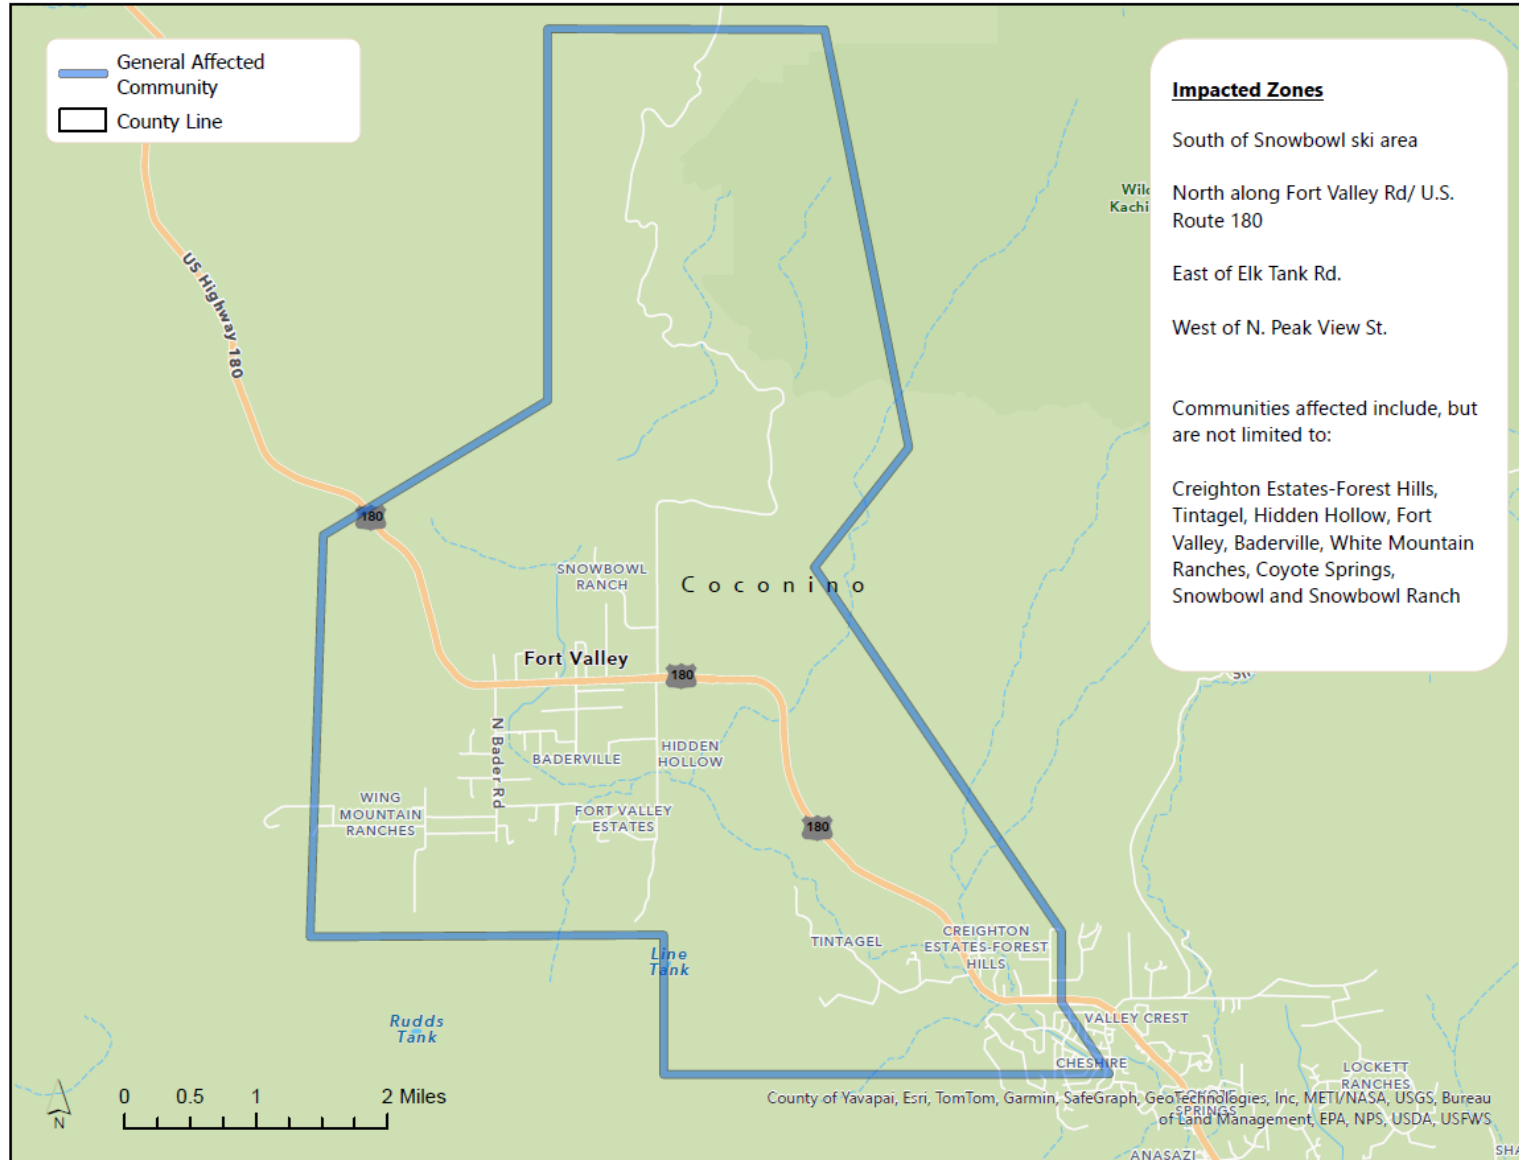 General Affected
Community
County Line
Impacted Zones
South of Snowbowl ski area
North along Fort Valley Rd/ U.S.
Route 180
East of Elk Tank Rd.
West of N. Peak View St.
Communities affected include, but
are not limited to:
Creighton Estates-Forest Hills,
Tintagel, Hidden Hollow, Fort
Valley, Baderville, White Mountain
Ranches, Coyote Springs,
Snowbowl and Snowbowl Ranch
Wil
Kachi
US Highway 180
180
SNOWBOWL
RANCH
Coconino
Fort Valley
180
N Bader Rd
BADERVILLE
HIDDEN
HOLLOW
WING
MOUNTAIN
RANCHES
FORT VALLEY
ESTATES
180
TINTAGEL
CREIGHTON
ESTATES-FOREST
HILLS
Line
Tank
Rudds
Tank
VALLEY CREST
CHESHIRE
LOCKETT
RANCHES
COYOTE
SPRINGS
ANASAZI
SHA
N
0 0.5 1 2 Miles
County of Yavapai, Esri, TomTom, Garmin, SafeGraph, GeoTechnologies, Inc, METI/NASA, USGS, Bureau
of Land Management, EPA, NPS, USDA, USFWS